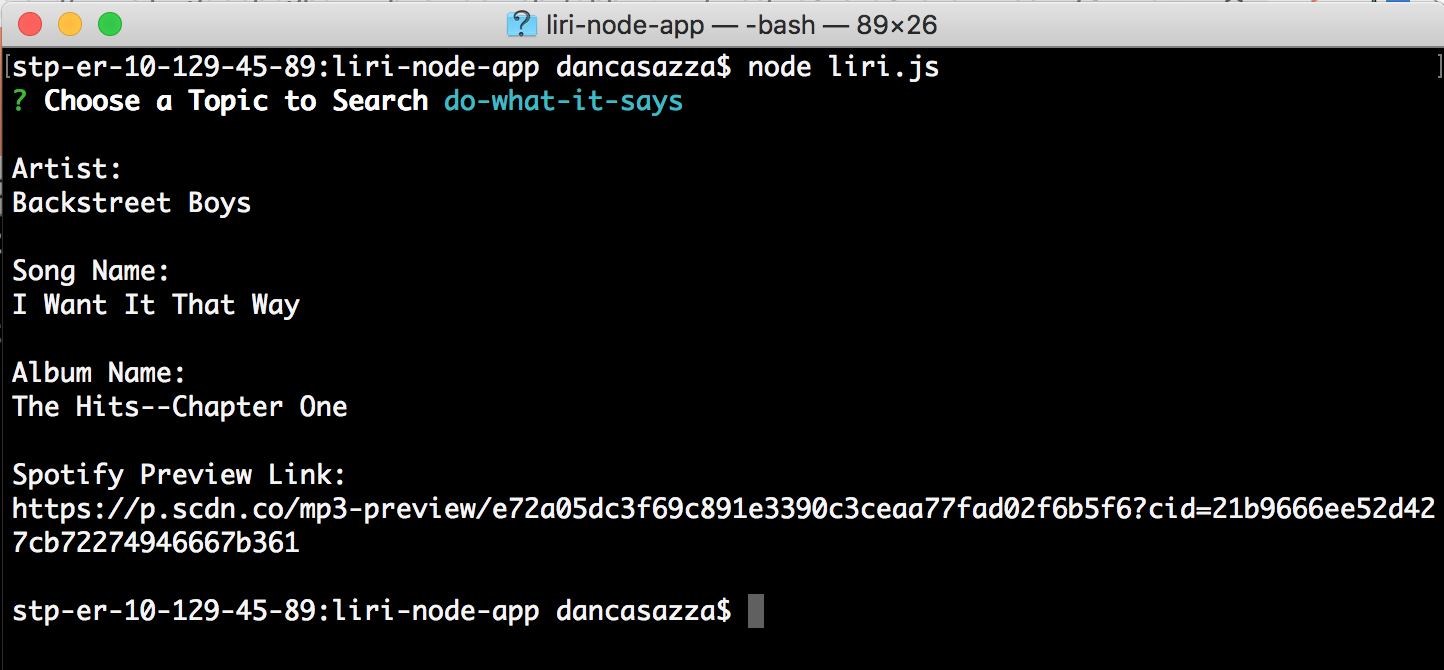 liri-node-app — -bash — 89×26
[stp-er-10-129-45-89:liri-node-app dancasazza$ node liri.js ]
? Choose a Topic to Search do-what-it-says
Artist:
Backstreet Boys
Song Name:
I Want It That Way
Album Name:
The Hits--Chapter One
Spotify Preview Link:
https://p.scdn.co/mp3-preview/e72a05dc3f69c891e3390c3ceaa77fad02f6b5f6?cid=21b9666ee52d42
7cb72274946667b361
stp-er-10-129-45-89:liri-node-app dancasazza$